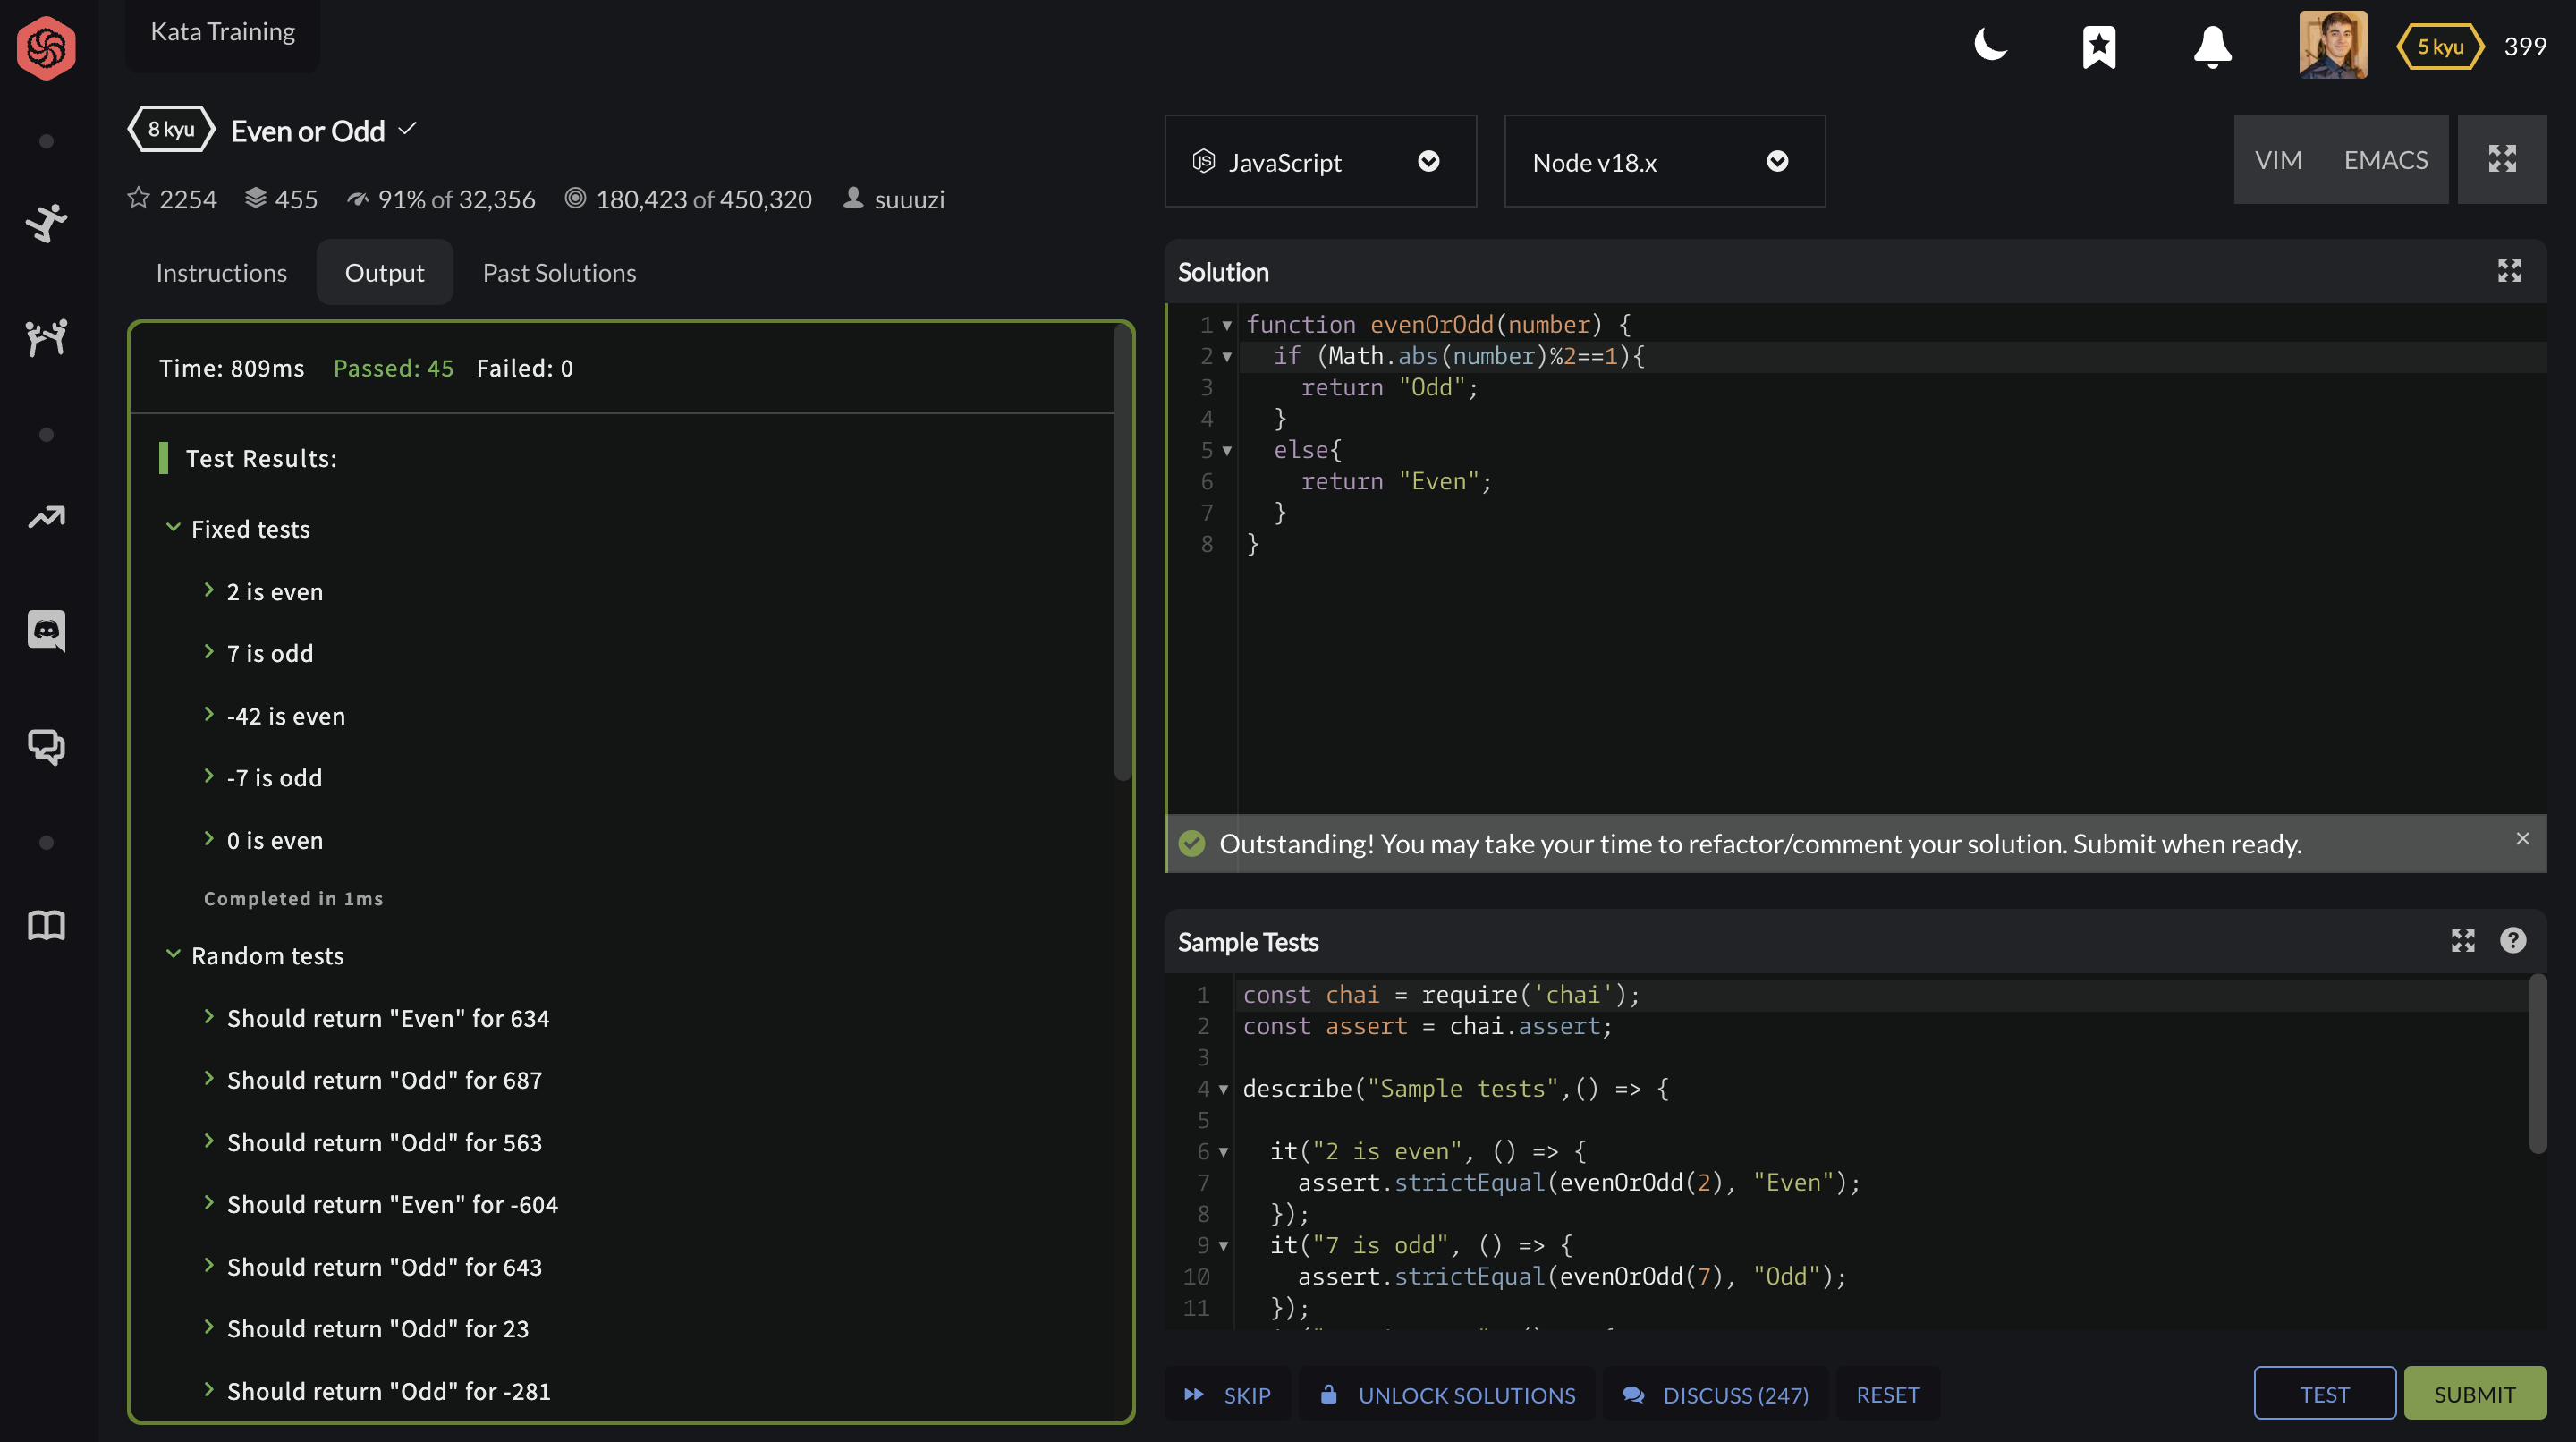 Kata Training
5 kyu 399
8 kyu Even or Odd
2254 455 91% of 32,356 180,423 of 450,320 suuuzi
JavaScript
Node v18.x
VIM EMACS
Instructions Output Past Solutions
Time: 809ms Passed: 45 Failed: 0
Test Results:
Fixed tests
2 is even
7 is odd
-42 is even
-7 is odd
0 is even
Completed in 1ms
Random tests
Should return "Even" for 634
Should return "Odd" for 687
Should return "Odd" for 563
Should return "Even" for -604
Should return "Odd" for 643
Should return "Odd" for 23
Should return "Odd" for -281
Solution
1 function evenOrOdd(number) {
2 if (Math.abs(number)%2==1){
3 return "Odd";
4 }
5 else{
6 return "Even";
7 }
8 }
Outstanding! You may take your time to refactor/comment your solution. Submit when ready.
Sample Tests
1 const chai = require('chai');
2 const assert = chai.assert;
3
4 describe("Sample tests",() => {
5
6 it("2 is even", () => {
7 assert.strictEqual(evenOrOdd(2), "Even");
8 });
9 it("7 is odd", () => {
10 assert.strictEqual(evenOrOdd(7), "Odd");
11 });
SKIP UNLOCK SOLUTIONS DISCUSS (247) RESET
TEST SUBMIT